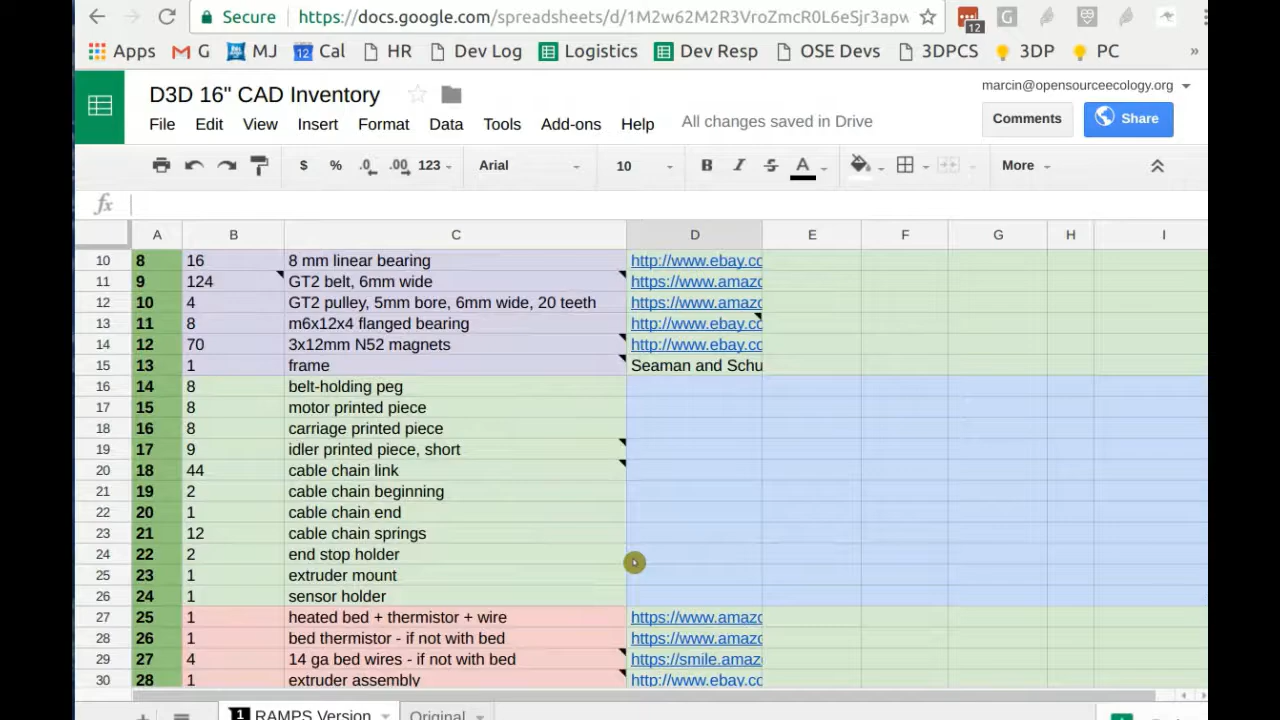 Secure https://docs.google.com/spreadsheets/d/1M2w62M2R3VroZmcR0L6eSjr3apw
12
Apps G MJ 12 Cal HR Dev Log Logistics Dev Resp OSE Devs 3DPCS 3DP PC »
D3D 16" CAD Inventory
marcin@opensourceecology.org
File Edit View Insert Format Data Tools Add-ons Help All changes saved in Drive
Comments Share
$ % .0 .00 123 Arial 10 B I S A More
fx
A B C D E F G H I
10 8 16 8 mm linear bearing http://www.ebay.co
11 9 124 GT2 belt, 6mm wide https://www.amazo
12 10 4 GT2 pulley, 5mm bore, 6mm wide, 20 teeth https://www.amazo
13 11 8 m6x12x4 flanged bearing http://www.ebay.co
14 12 70 3x12mm N52 magnets http://www.ebay.co
15 13 1 frame Seaman and Schu
16 14 8 belt-holding peg
17 15 8 motor printed piece
18 16 8 carriage printed piece
19 17 9 idler printed piece, short
20 18 44 cable chain link
21 19 2 cable chain beginning
22 20 1 cable chain end
23 21 12 cable chain springs
24 22 2 end stop holder
25 23 1 extruder mount
26 24 1 sensor holder
27 25 1 heated bed + thermistor + wire https://www.amazo
28 26 1 bed thermistor - if not with bed https://www.amazo
29 27 4 14 ga bed wires - if not with bed https://smile.amaz
30 28 1 extruder assembly http://www.ebay.co
1 RAMPS Version Original